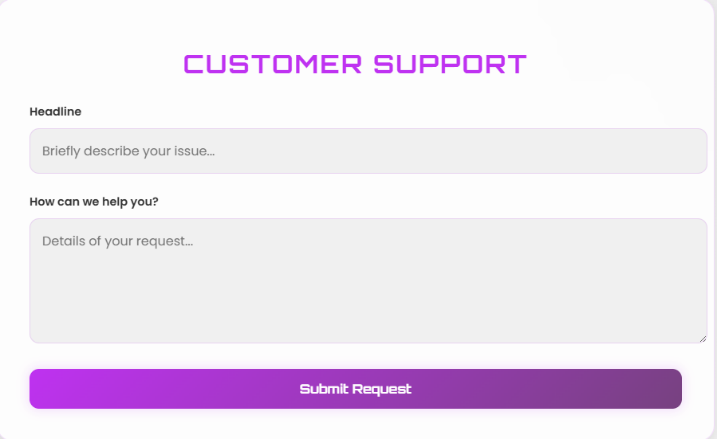 CUSTOMER SUPPORT
Headline
Briefly describe your issue...
How can we help you?
Details of your request...
Submit Request